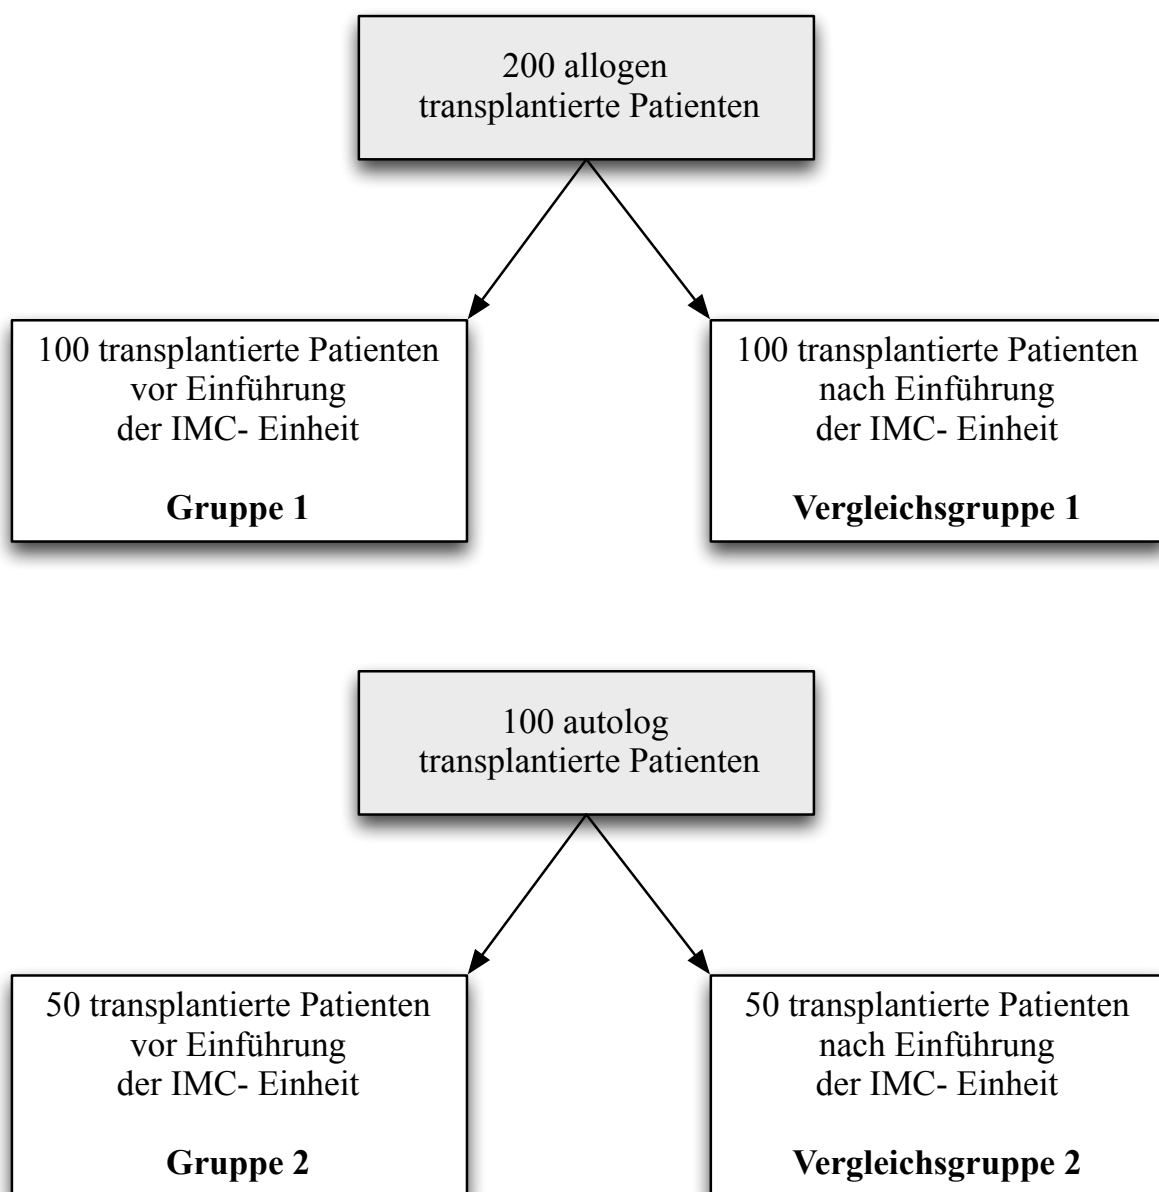 200 allogen
transplantierte Patienten
100 transplantierte Patienten
vor Einführung
der IMC- Einheit
Gruppe 1
100 transplantierte Patienten
nach Einführung
der IMC- Einheit
Vergleichsgruppe 1
100 autolog
transplantierte Patienten
50 transplantierte Patienten
vor Einführung
der IMC- Einheit
Gruppe 2
50 transplantierte Patienten
nach Einführung
der IMC- Einheit
Vergleichsgruppe 2